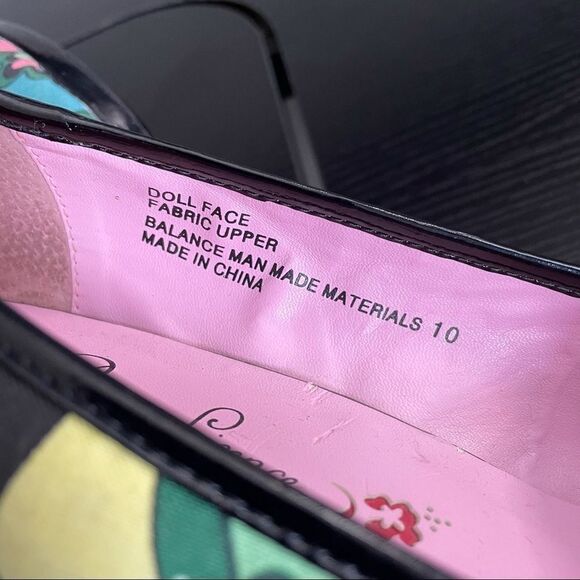 DOLL FACE
FABRIC UPPER
BALANCE MAN MADE MATERIALS 10
MADE IN CHINA